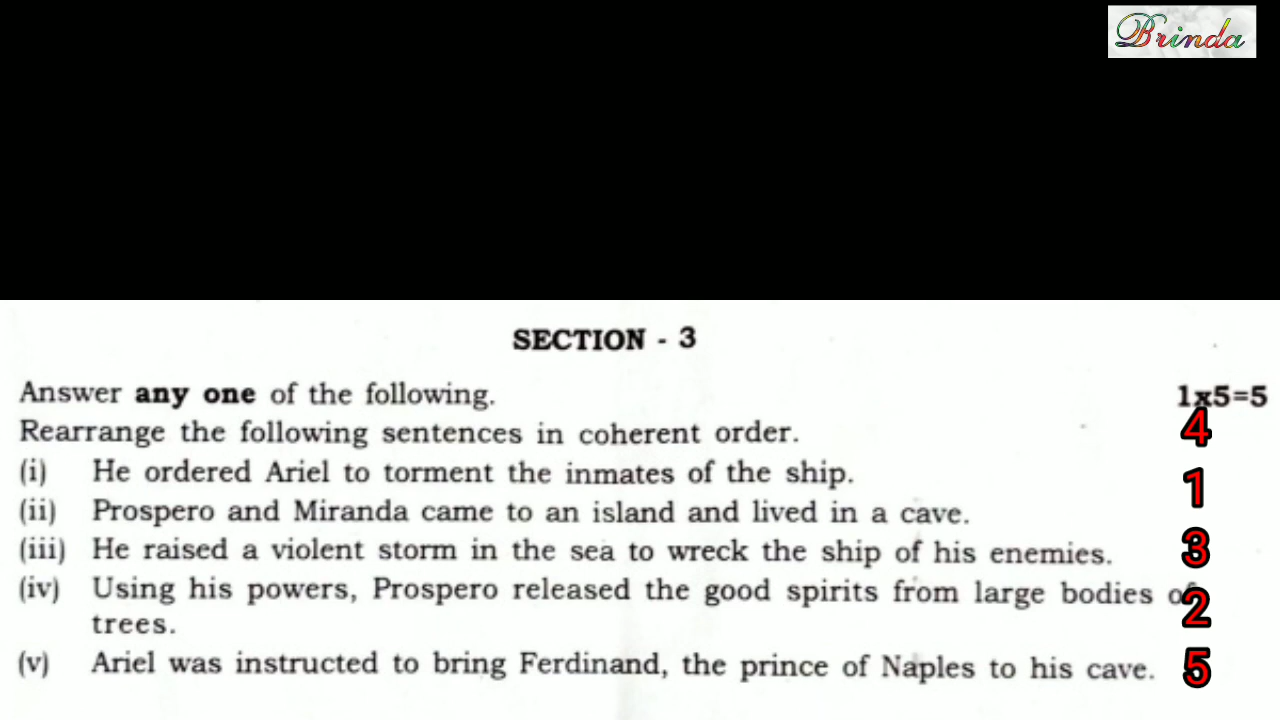 Brinda
SECTION - 3
Answer any one of the following. 1x5=5
Rearrange the following sentences in coherent order. 4
(i) He ordered Ariel to torment the inmates of the ship.
1
(ii) Prospero and Miranda came to an island and lived in a cave.
(iii) He raised a violent storm in the sea to wreck the ship of his enemies. 3
(iv) Using his powers, Prospero released the good spirits from large bodies of
2
trees.
(v) Ariel was instructed to bring Ferdinand, the prince of Naples to his cave. 5